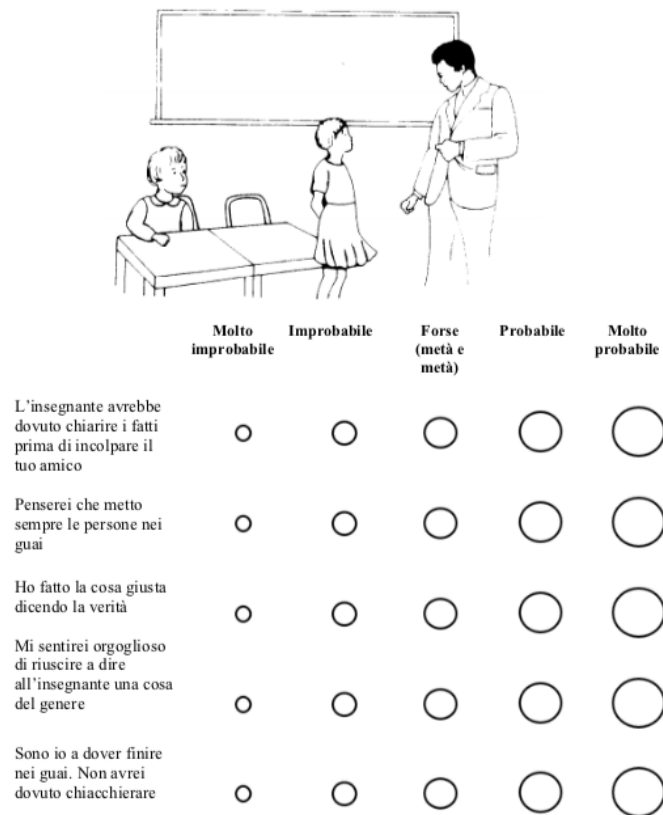 Molto improbabile
Improbabile
Forse (metà e metà)
Probabile
Molto probabile
L'insegnante avrebbe
dovuto chiarire i fatti
prima di incolpare il
tuo amico
Penserei che metto
sempre le persone nei
guai
Ho fatto la cosa giusta
dicendo la verità
Mi sentirei orgoglioso
di riuscire a dire
all'insegnante una cosa
del genere
Sono io a dover finire
nei guai. Non avrei
dovuto chiacchierare